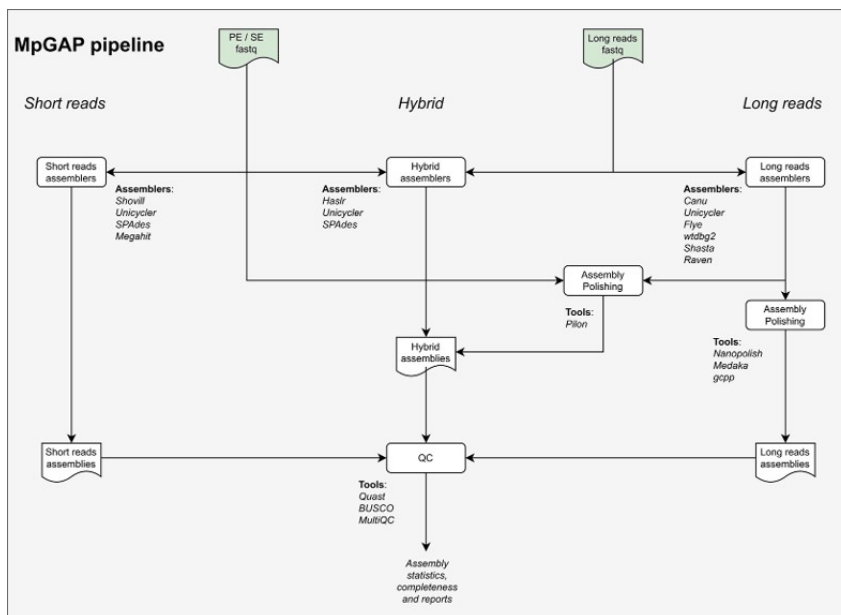 MpGAP pipeline
PE / SE
fastq
Long reads
fastq
Short reads
Hybrid
Long reads
Short reads
assemblers
Hybrid
assemblers
Long reads
assemblers
Assemblers:
Shovill
Unicycler
SPAdes
Megahit
Assemblers:
Haslr
Unicycler
SPAdes
Assemblers:
Canu
Unicycler
Flye
wtdbg2
Shasta
Raven
Assembly
Polishing
Tools:
Pilon
Assembly
Polishing
Tools:
Nanopolish
Medaka
gcpp
Hybrid
assemblies
Short reads
assemblies
QC
Long reads
assemblies
Tools:
Quast
BUSCO
MultiQC
Assembly
statistics,
completeness
and reports